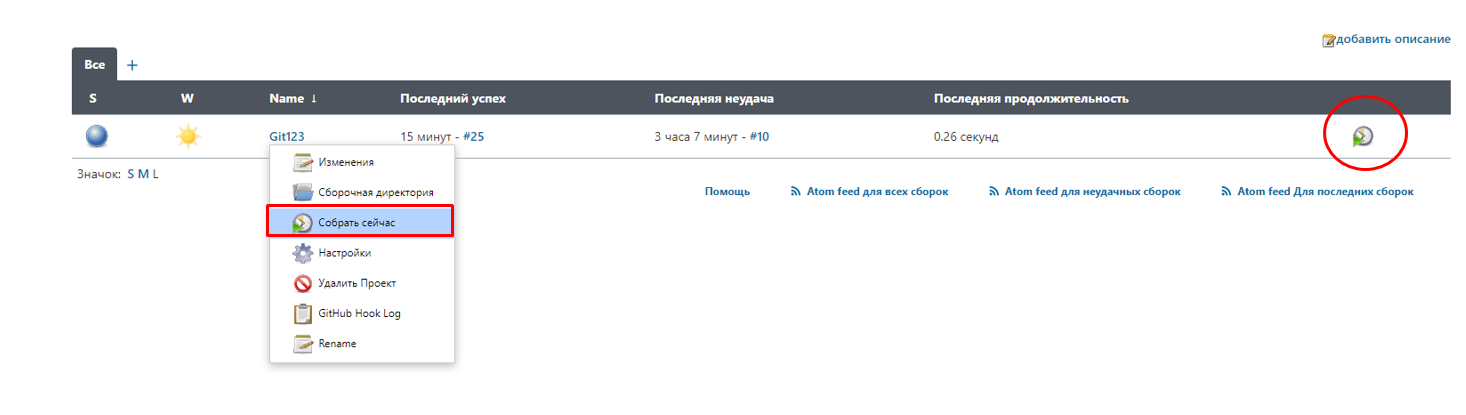 добавить описание
Все +
S W Name ↓ Последний успех Последняя неудача Последняя продолжительность
Git123 15 минут - #25 3 часа 7 минут - #10 0.26 секунд
Значок: S M L
Помощь Atom feed для всех сборок Atom feed для неудачных сборок Atom feed Для последних сборок
Изменения
Сборочная директория
Собрать сейчас
Настройки
Удалить Проект
GitHub Hook Log
Rename